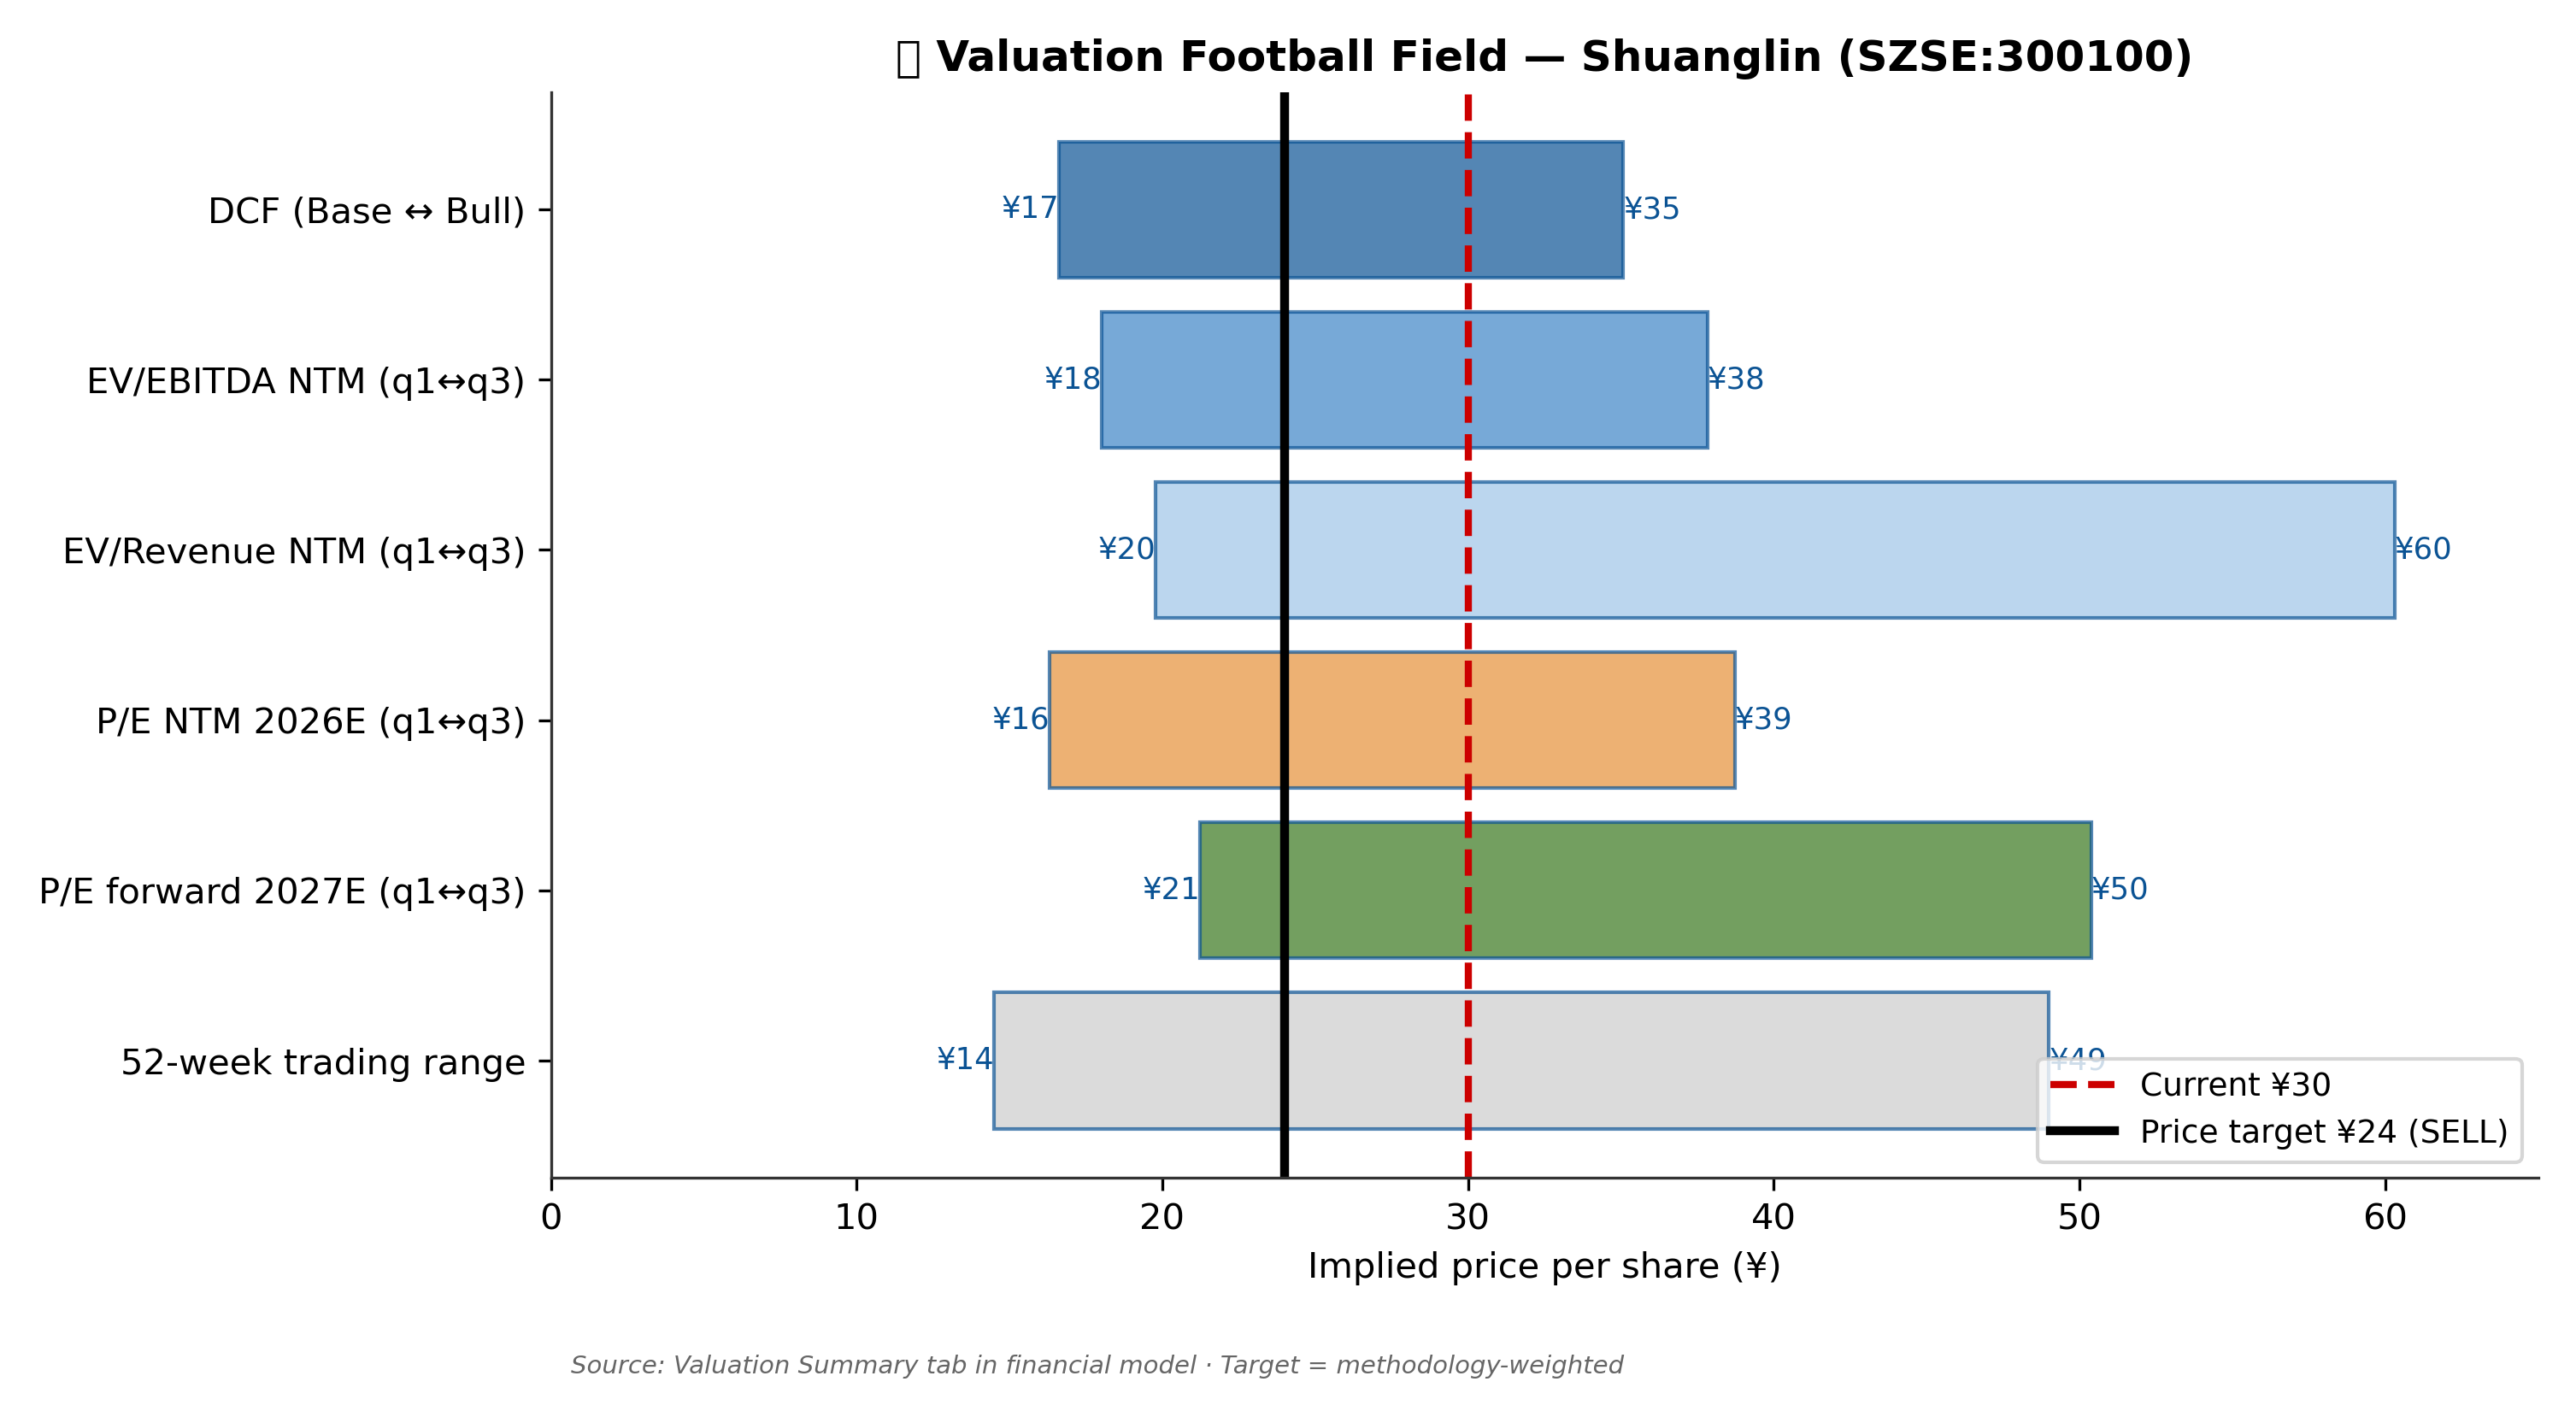 Valuation Football Field — Shuanglin (SZSE:300100)
DCF (Base ↔ Bull)
¥17
¥35
EV/EBITDA NTM (q1↔q3)
¥18
¥38
EV/Revenue NTM (q1↔q3)
¥20
¥60
P/E NTM 2026E (q1↔q3)
¥16
¥39
P/E forward 2027E (q1↔q3)
¥21
¥50
52-week trading range
¥14
¥49
Current ¥30
Price target ¥24 (SELL)
0 10 20 30 40 50 60
Implied price per share (¥)
Source: Valuation Summary tab in financial model · Target = methodology-weighted